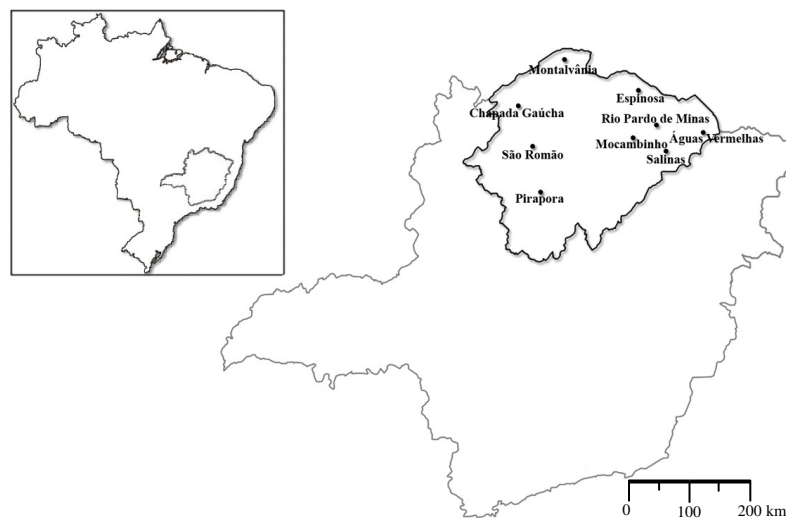 Montalvânia
Espinosa
Chapada Gaúcha
Rio Pardo de Minas
Águas Vermelhas
Mocambinho
São Romão
Salinas
Pirapora
0 100 200 km